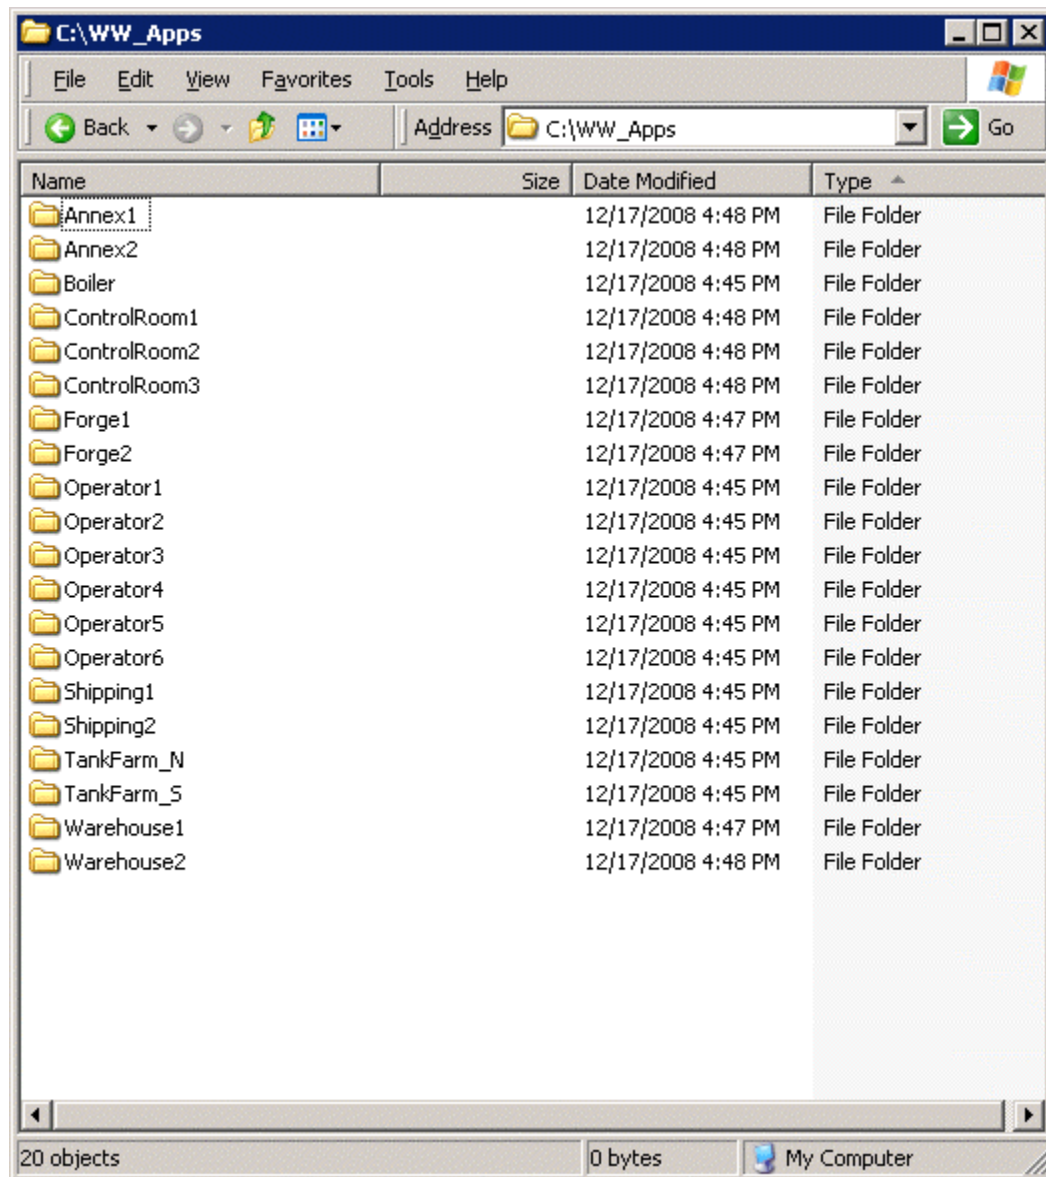 C:\WW_Apps
File Edit View Favorites Tools Help
Back Address C:\WW_Apps Go
Name Size Date Modified Type
Annex1 12/17/2008 4:48 PM File Folder
Annex2 12/17/2008 4:48 PM File Folder
Boiler 12/17/2008 4:45 PM File Folder
ControlRoom1 12/17/2008 4:48 PM File Folder
ControlRoom2 12/17/2008 4:48 PM File Folder
ControlRoom3 12/17/2008 4:48 PM File Folder
Forge1 12/17/2008 4:47 PM File Folder
Forge2 12/17/2008 4:47 PM File Folder
Operator1 12/17/2008 4:45 PM File Folder
Operator2 12/17/2008 4:45 PM File Folder
Operator3 12/17/2008 4:45 PM File Folder
Operator4 12/17/2008 4:45 PM File Folder
Operator5 12/17/2008 4:45 PM File Folder
Operator6 12/17/2008 4:45 PM File Folder
Shipping1 12/17/2008 4:45 PM File Folder
Shipping2 12/17/2008 4:45 PM File Folder
TankFarm_N 12/17/2008 4:45 PM File Folder
TankFarm_S 12/17/2008 4:45 PM File Folder
Warehouse1 12/17/2008 4:47 PM File Folder
Warehouse2 12/17/2008 4:48 PM File Folder
20 objects 0 bytes My Computer